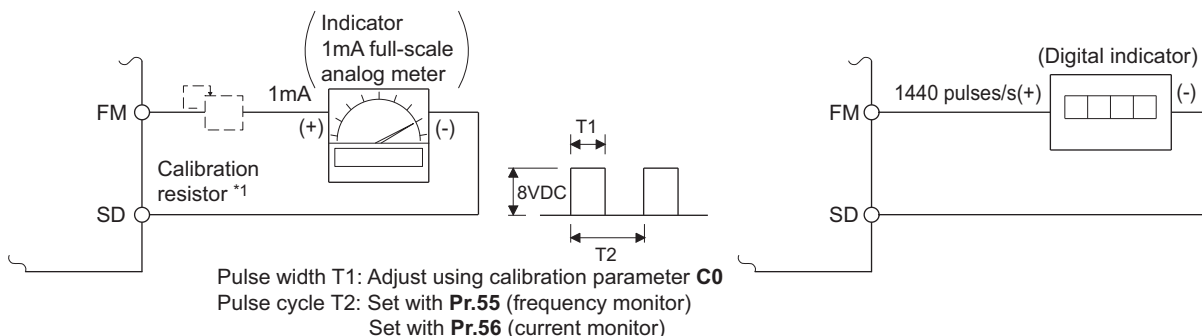 Indicator
1mA full-scale
analog meter
(Digital indicator)
FM
1mA
(+)
(-)
Calibration
resistor *1
SD
T1
8VDC
T2
FM
1440 pulses/s(+)
(-)
SD
Pulse width T1: Adjust using calibration parameter C0
Pulse cycle T2: Set with Pr.55 (frequency monitor)
Set with Pr.56 (current monitor)